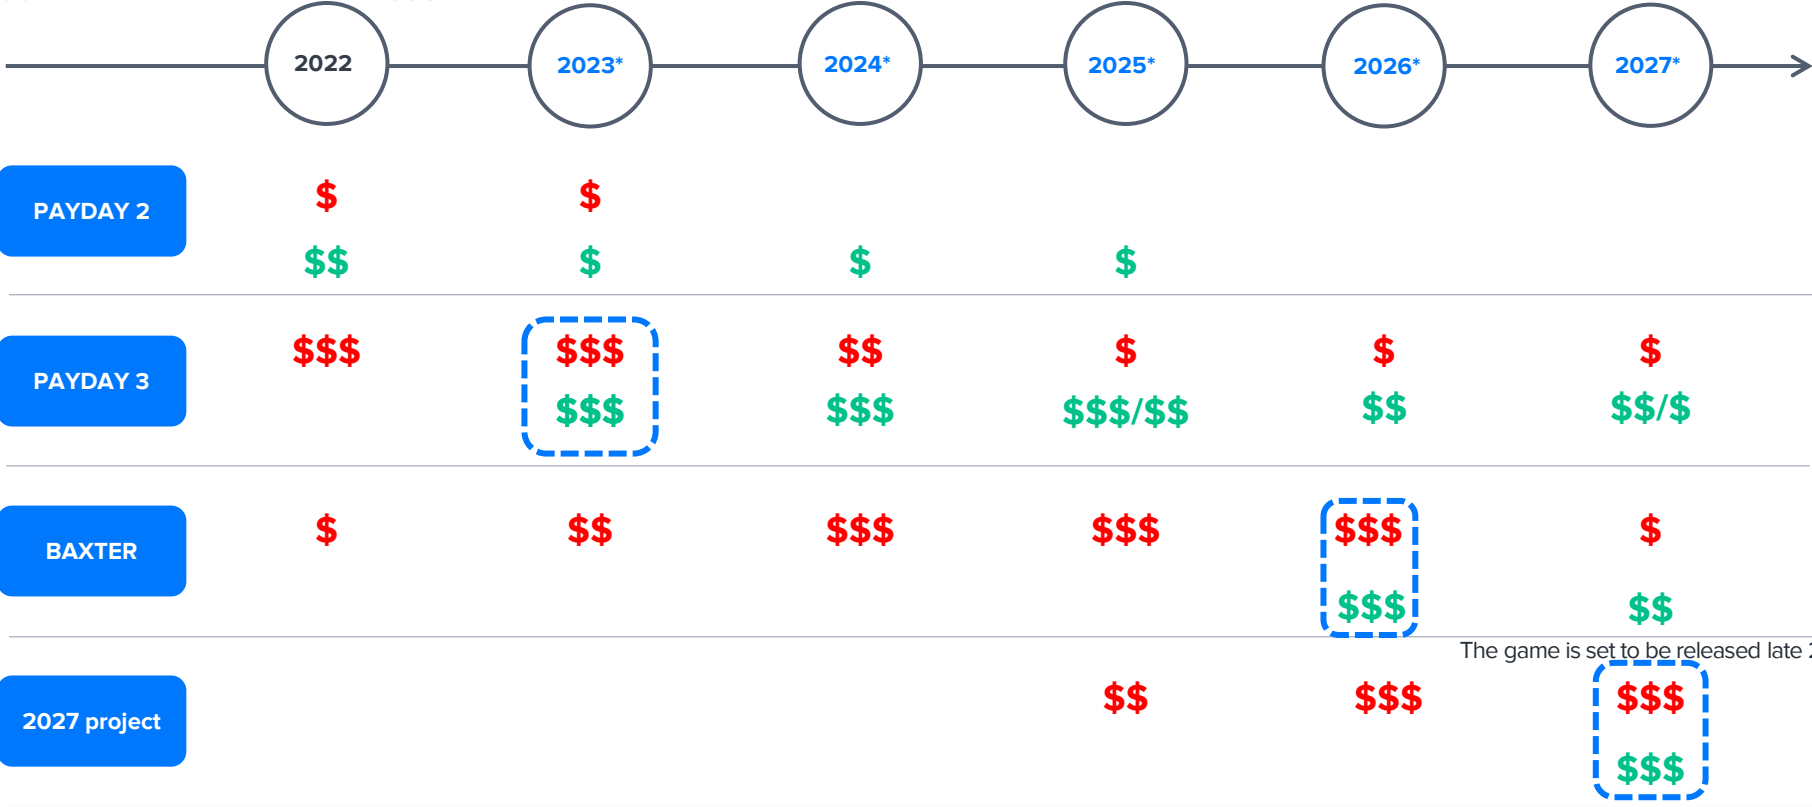 2022 2023* 2024* 2025* 2026* 2027*
$ $
PAYDAY 2
$$ $ $ $
$$$ $$$ $$ $ $ $
PAYDAY 3
$$$ $$$ $$$/$$ $$ $$/$
$ $$ $$$ $$$ $$$ $
BAXTER
$$$ $$
The game is set to be released late
$$ $$$ $$$
2027 project
$$$